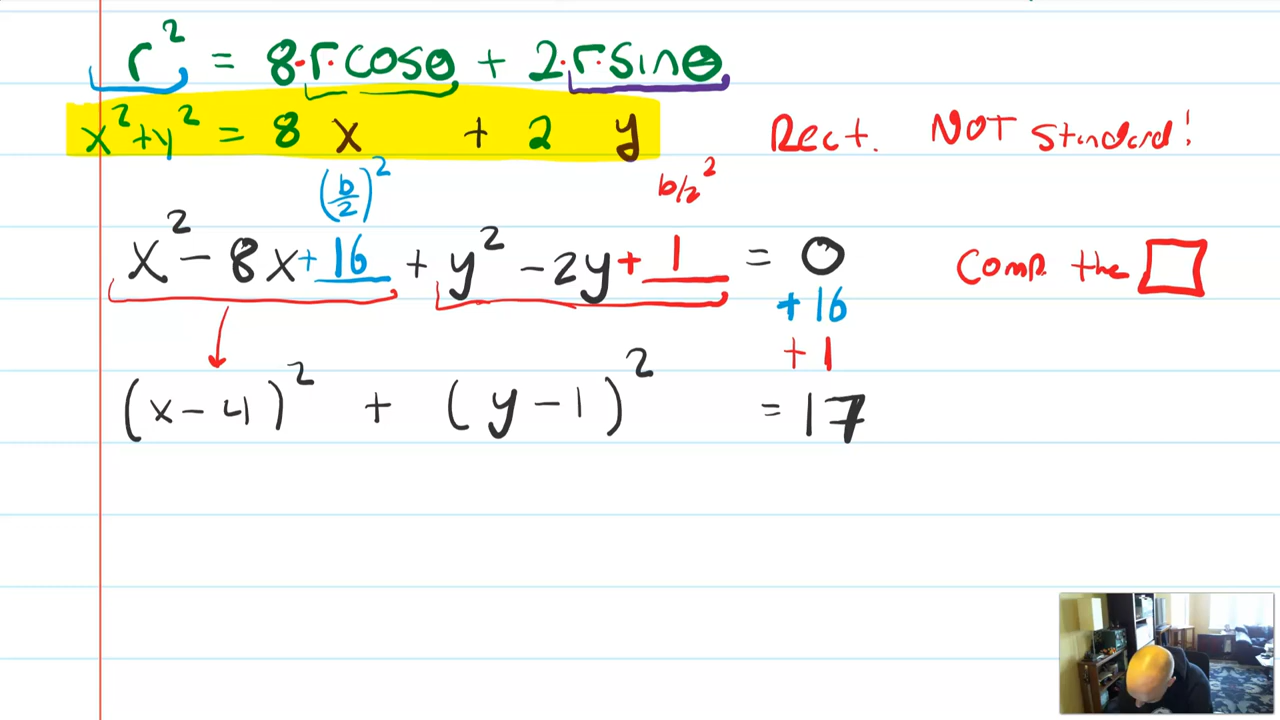 r² = 8·r·cosθ + 2·r·sinθ
x²+y² = 8 x + 2 y Rect. NOT Standard!
(b/2)² b/2²
x² - 8x + 16 + y² - 2y + 1 = 0 Comp. the □
+ 16
+ 1
(x - 4)² + (y - 1)² = 17